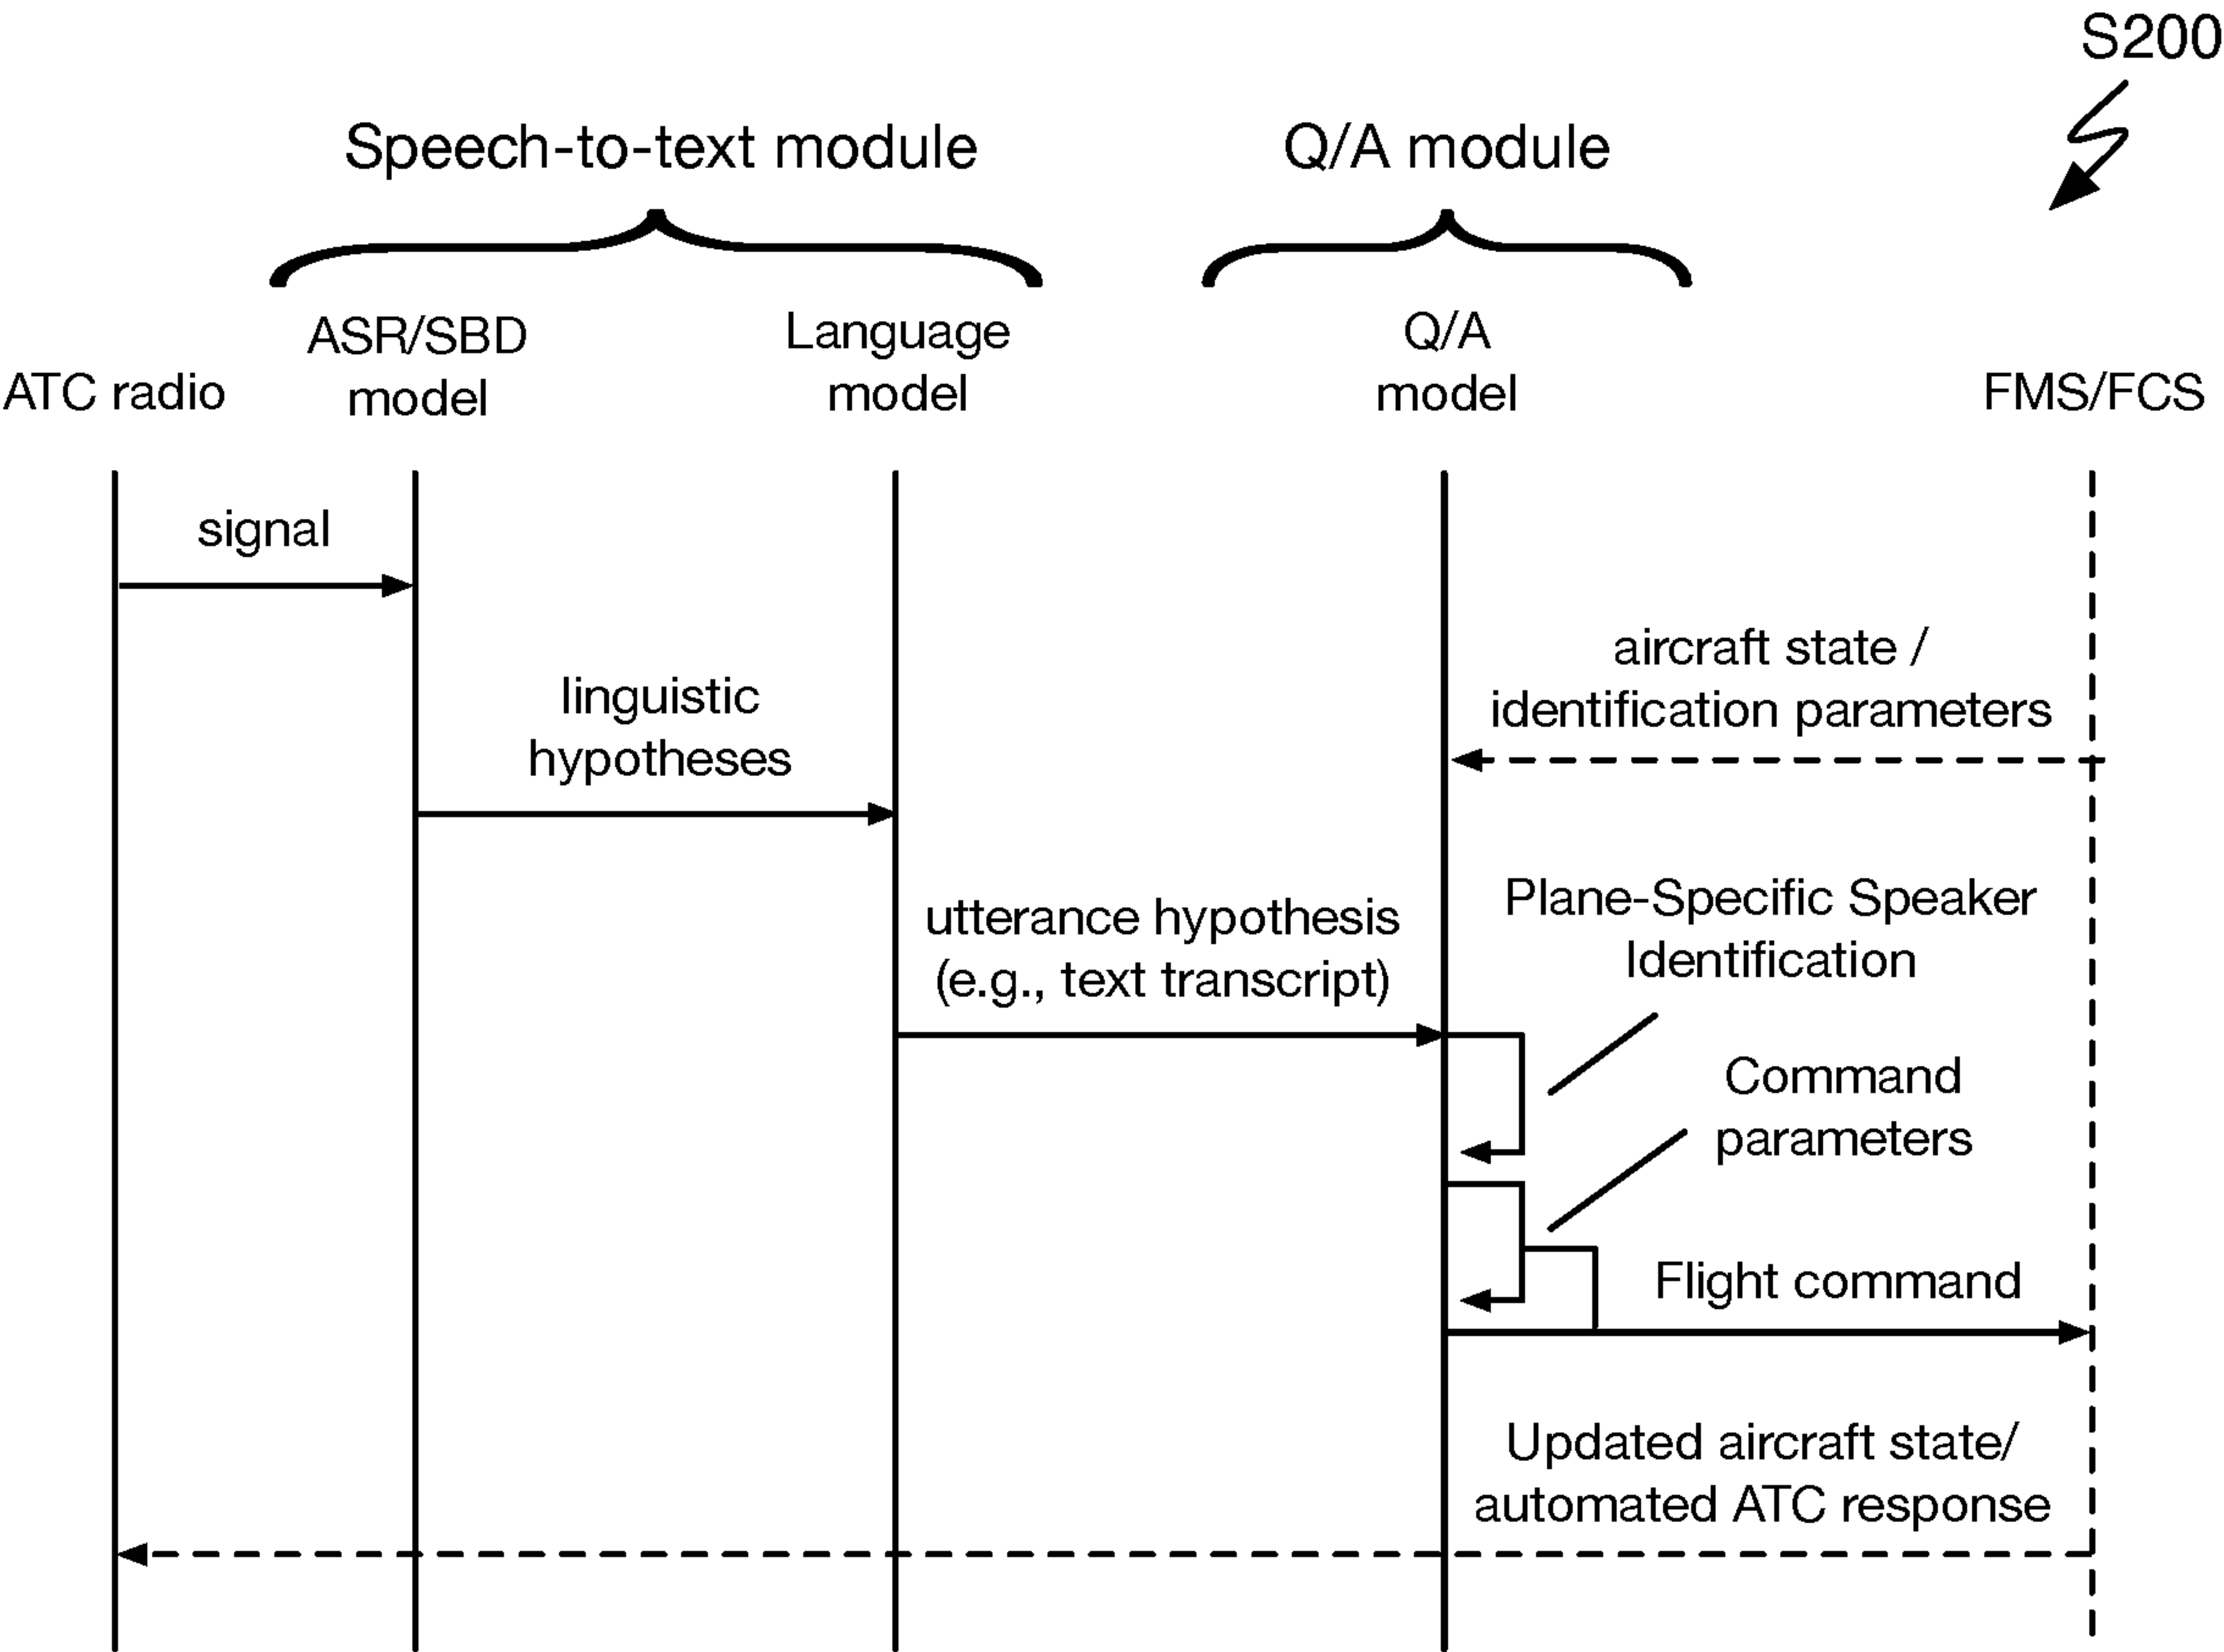 S200
Speech-to-text module
Q/A module
ATC radio
ASR/SBD
model
Language
model
Q/A
model
FMS/FCS
signal
aircraft state /
identification parameters
linguistic
hypotheses
Plane-Specific Speaker
Identification
utterance hypothesis
(e.g., text transcript)
Command
parameters
Flight command
Updated aircraft state/
automated ATC response